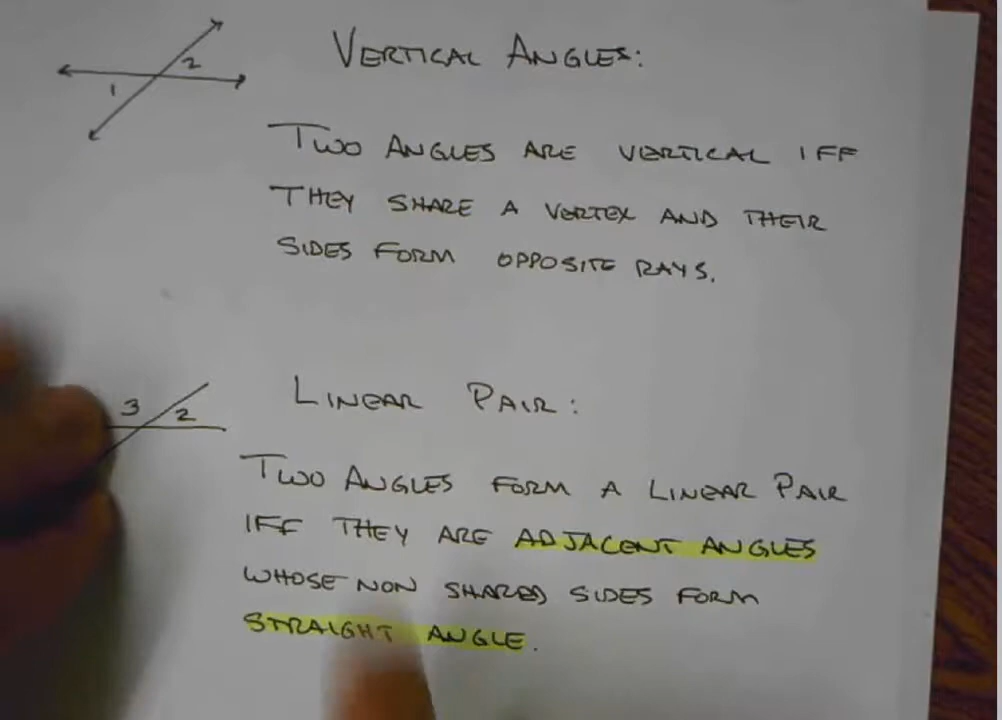 VERTICAL ANGLES:
2
1
TWO ANGLES ARE VERTICAL IFF
THEY SHARE A VERTEX AND THEIR
SIDES FORM OPPOSITE RAYS.
LINEAR PAIR:
3 2
TWO ANGLES FORM A LINEAR PAIR
IFF THEY ARE ADJACENT ANGLES
WHOSE NON SHARED SIDES FORM
STRAIGHT ANGLE.